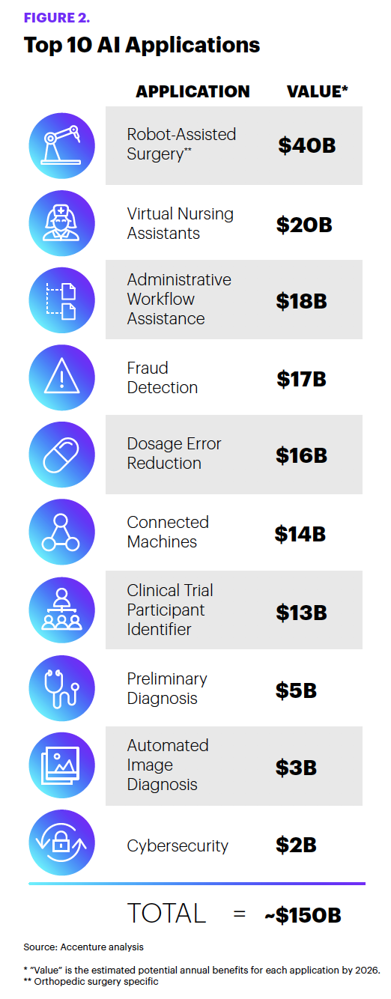 FIGURE 2.
Top 10 AI Applications
APPLICATION VALUE*
Robot-Assisted
Surgery**
$40B
Virtual Nursing
Assistants
$20B
Administrative
Workflow
Assistance
$18B
Fraud
Detection
$17B
Dosage Error
Reduction
$16B
Connected
Machines
$14B
Clinical Trial
Participant
Identifier
$13B
Preliminary
Diagnosis
$5B
Automated
Image
Diagnosis
$3B
Cybersecurity $2B
TOTAL = ~$150B
Source: Accenture analysis
* “Value” is the estimated potential annual benefits for each application by 2026.
** Orthopedic surgery specific